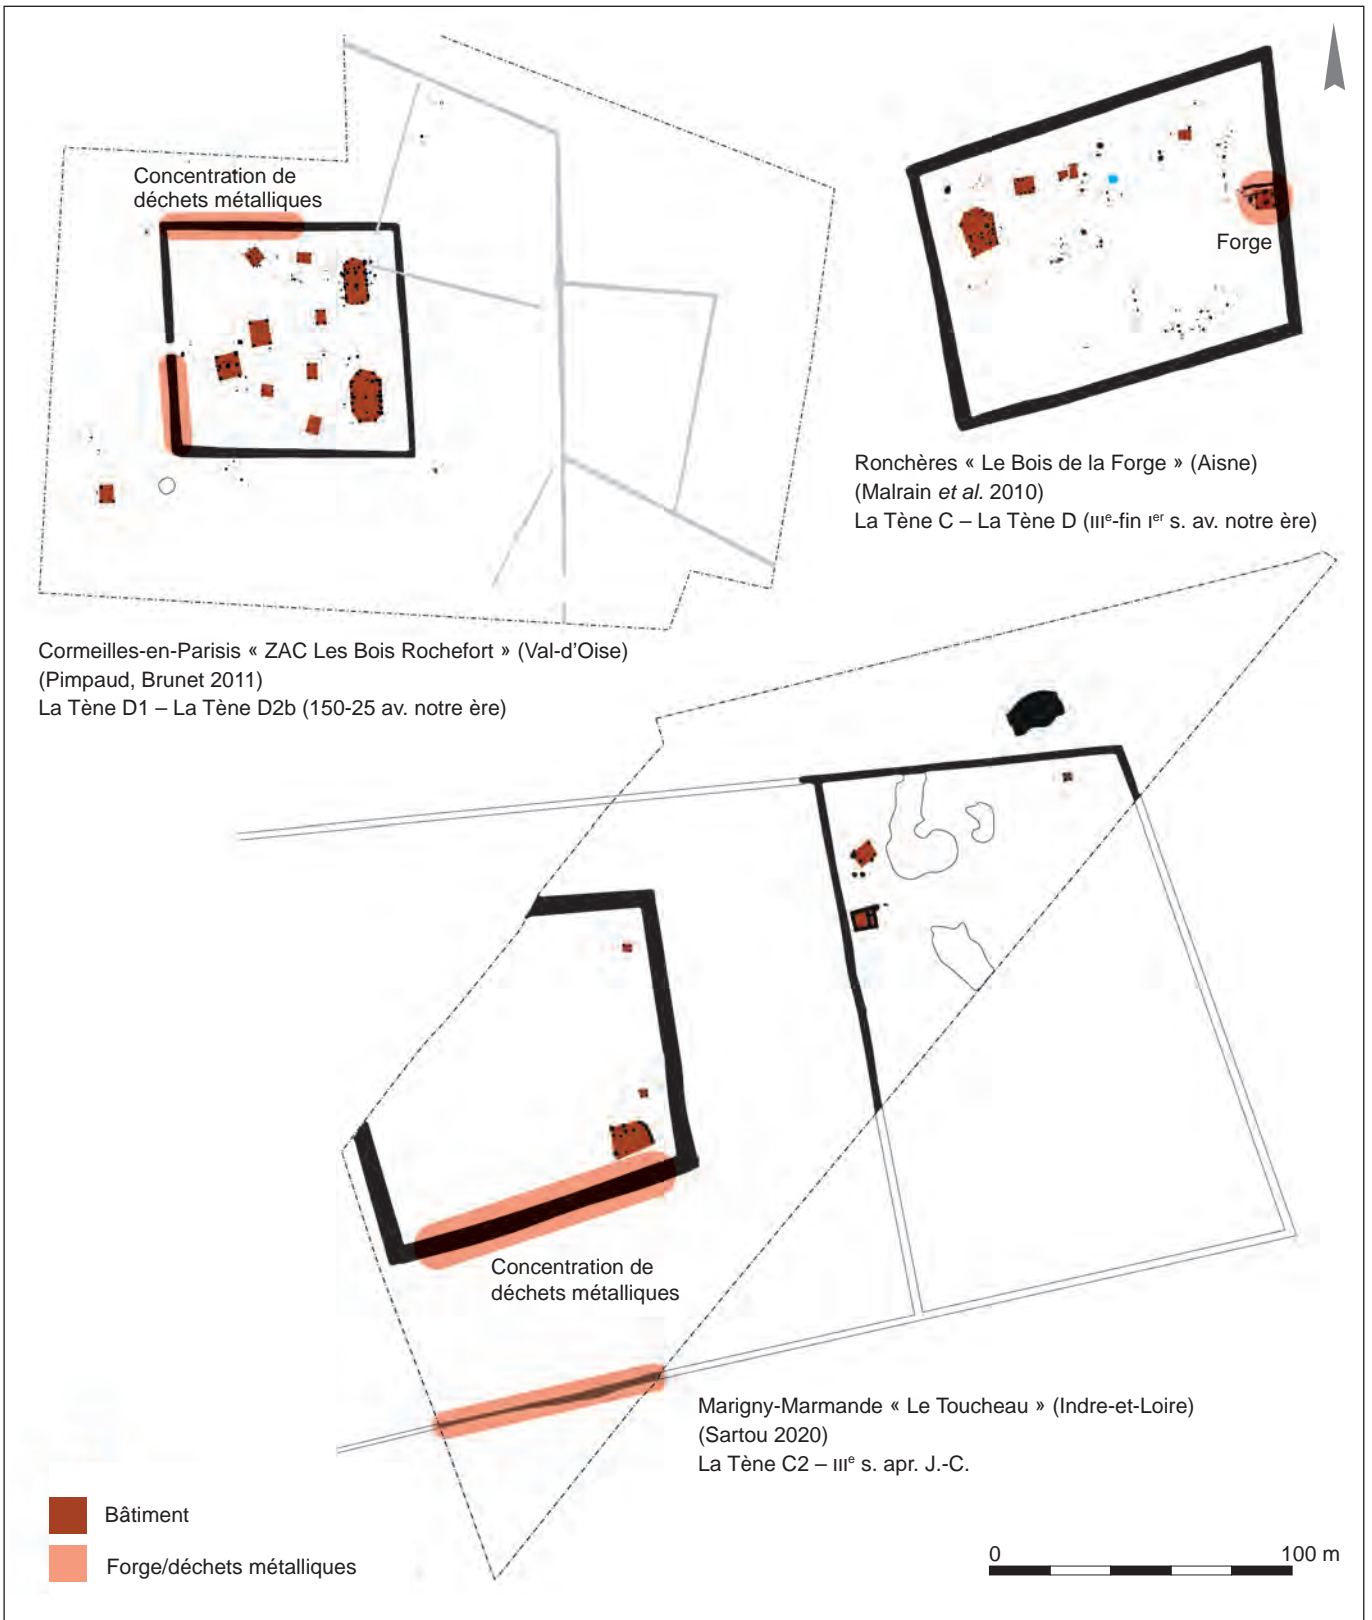 Concentration de
déchets métalliques
Forge
Ronchères « Le Bois de la Forge » (Aisne)
(Malrain et al. 2010)
La Tène C – La Tène D (IIIe-fin Ier s. av. notre ère)
Cormeilles-en-Parisis « ZAC Les Bois Rochefort » (Val-d’Oise)
(Pimpaud, Brunet 2011)
La Tène D1 – La Tène D2b (150-25 av. notre ère)
Concentration de
déchets métalliques
Marigny-Marmande « Le Toucheau » (Indre-et-Loire)
(Sartou 2020)
La Tène C2 – IIIe s. apr. J.-C.
Bâtiment
Forge/déchets métalliques
0 100 m